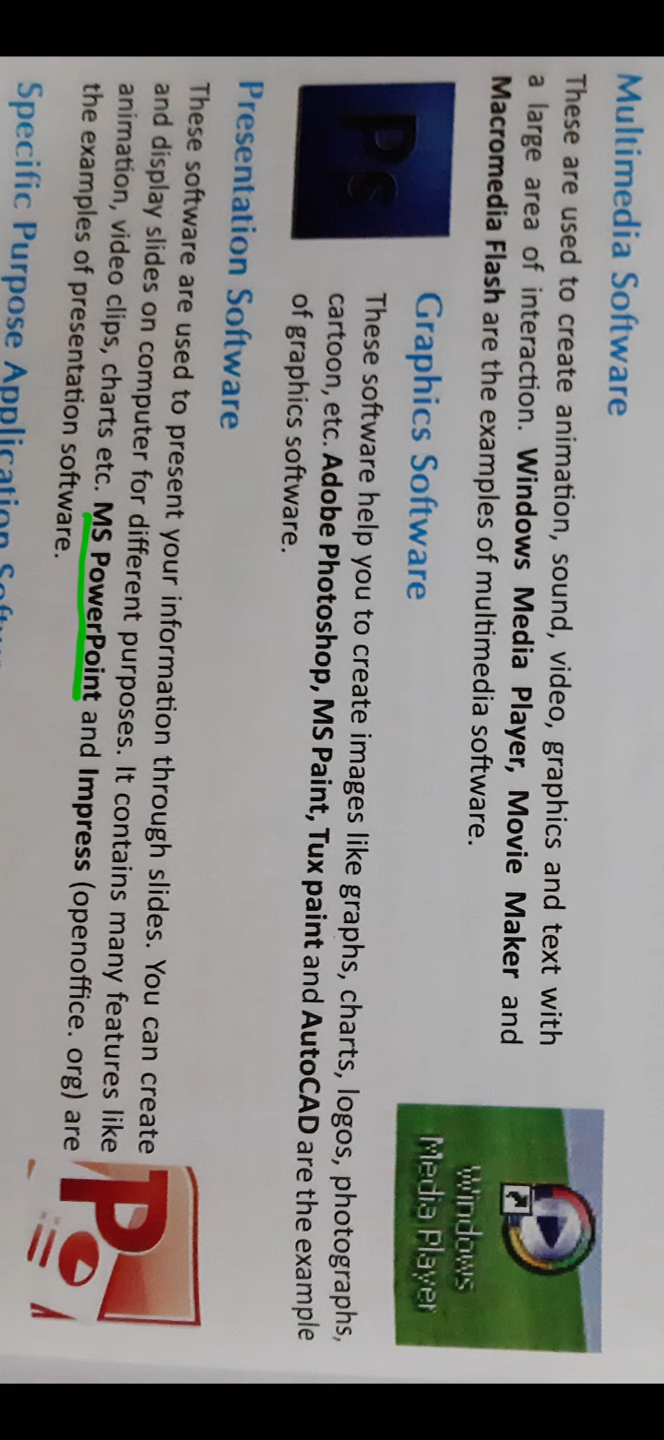 Multimedia Software
These are used to create animation, sound, video, graphics and text with
a large area of interaction. Windows Media Player, Movie Maker and
Macromedia Flash are the examples of multimedia software.
Windows
Media Player
Ps
Graphics Software
These software help you to create images like graphs, charts, logos, photographs,
cartoon, etc. Adobe Photoshop, MS Paint, Tux paint and AutoCAD are the example
of graphics software.
Presentation Software
These software are used to present your information through slides. You can create
and display slides on computer for different purposes. It contains many features like
animation, video clips, charts etc. MS PowerPoint and Impress (openoffice. org) are
the examples of presentation software.
P
Specific Purpose Application